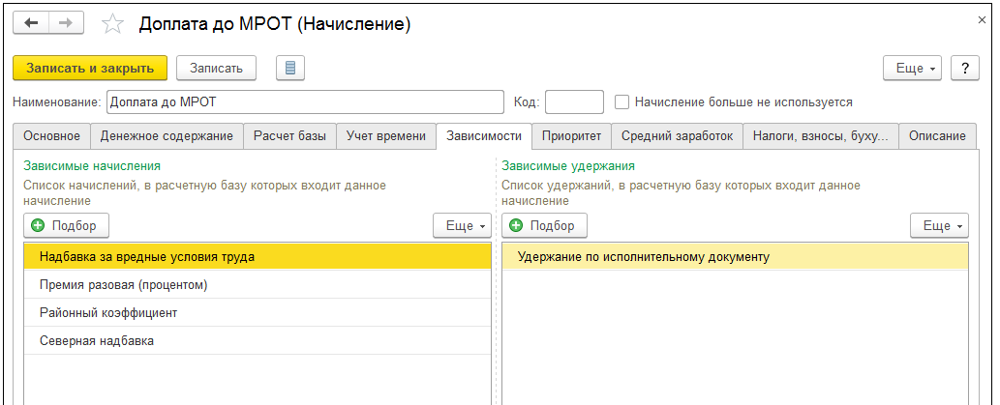 Доплата до МРОТ (Начисление)
Записать и закрыть Записать Еще ?
Наименование: Доплата до МРОТ Код: Начисление больше не используется
Основное Денежное содержание Расчет базы Учет времени Зависимости Приоритет Средний заработок Налоги, взносы, буху... Описание
Зависимые начисления
Список начислений, в расчетную базу которых входит данное
начисление
Подбор Еще
Надбавка за вредные условия труда
Премия разовая (процентом)
Районный коэффициент
Северная надбавка
Зависимые удержания
Список удержаний, в расчетную базу которых входит данное
начисление
Подбор Еще
Удержание по исполнительному документу